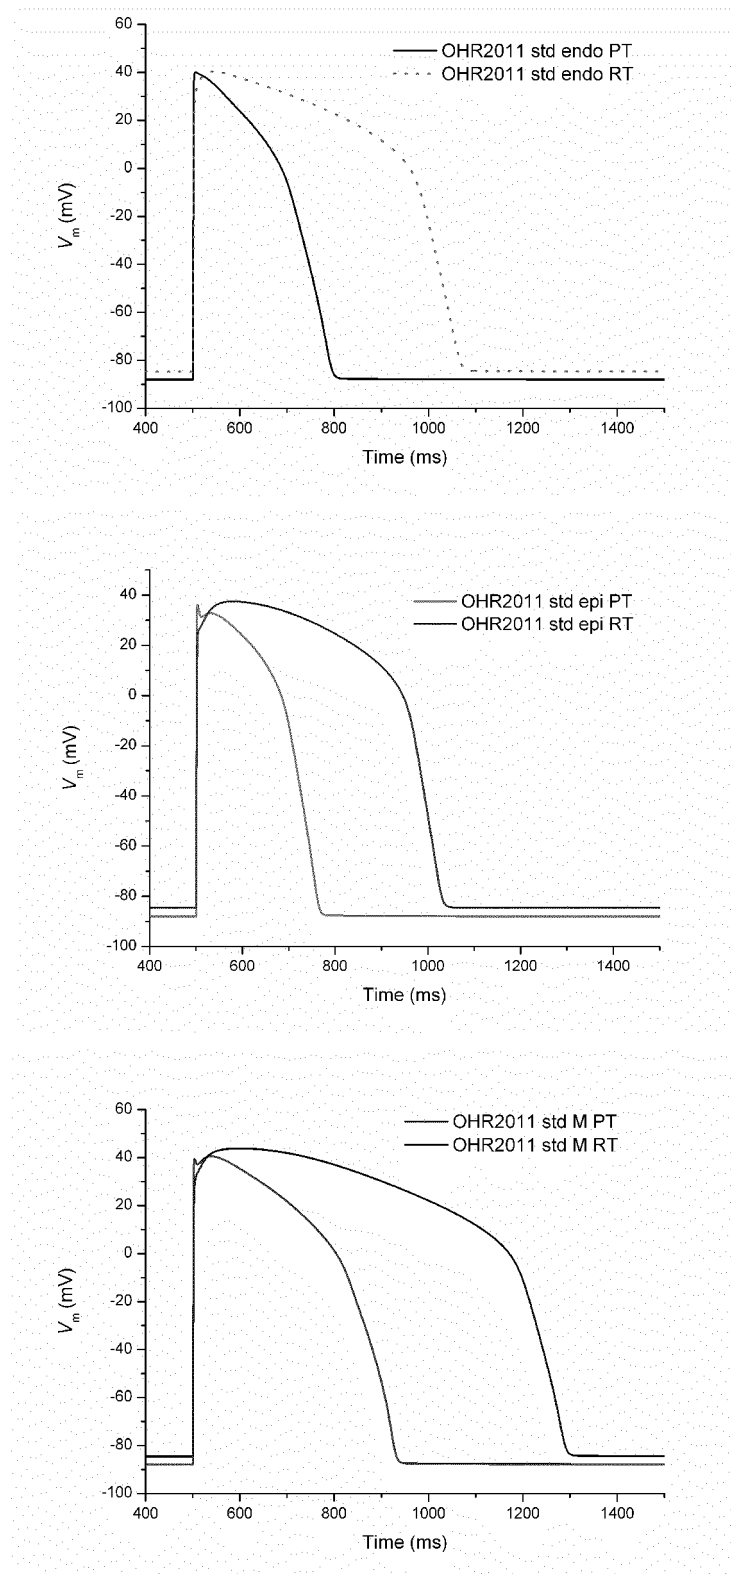 60
40
20
0
-20
-40
-60
-80
-100
V_m (mV)
OHR2011 std endo PT
OHR2011 std endo RT
400 600 800 1000 1200 1400
Time (ms)
40
20
0
-20
-40
-60
-80
-100
V_m (mV)
OHR2011 std epi PT
OHR2011 std epi RT
400 600 800 1000 1200 1400
Time (ms)
60
40
20
0
-20
-40
-60
-80
-100
V_m (mV)
OHR2011 std M PT
OHR2011 std M RT
400 600 800 1000 1200 1400
Time (ms)